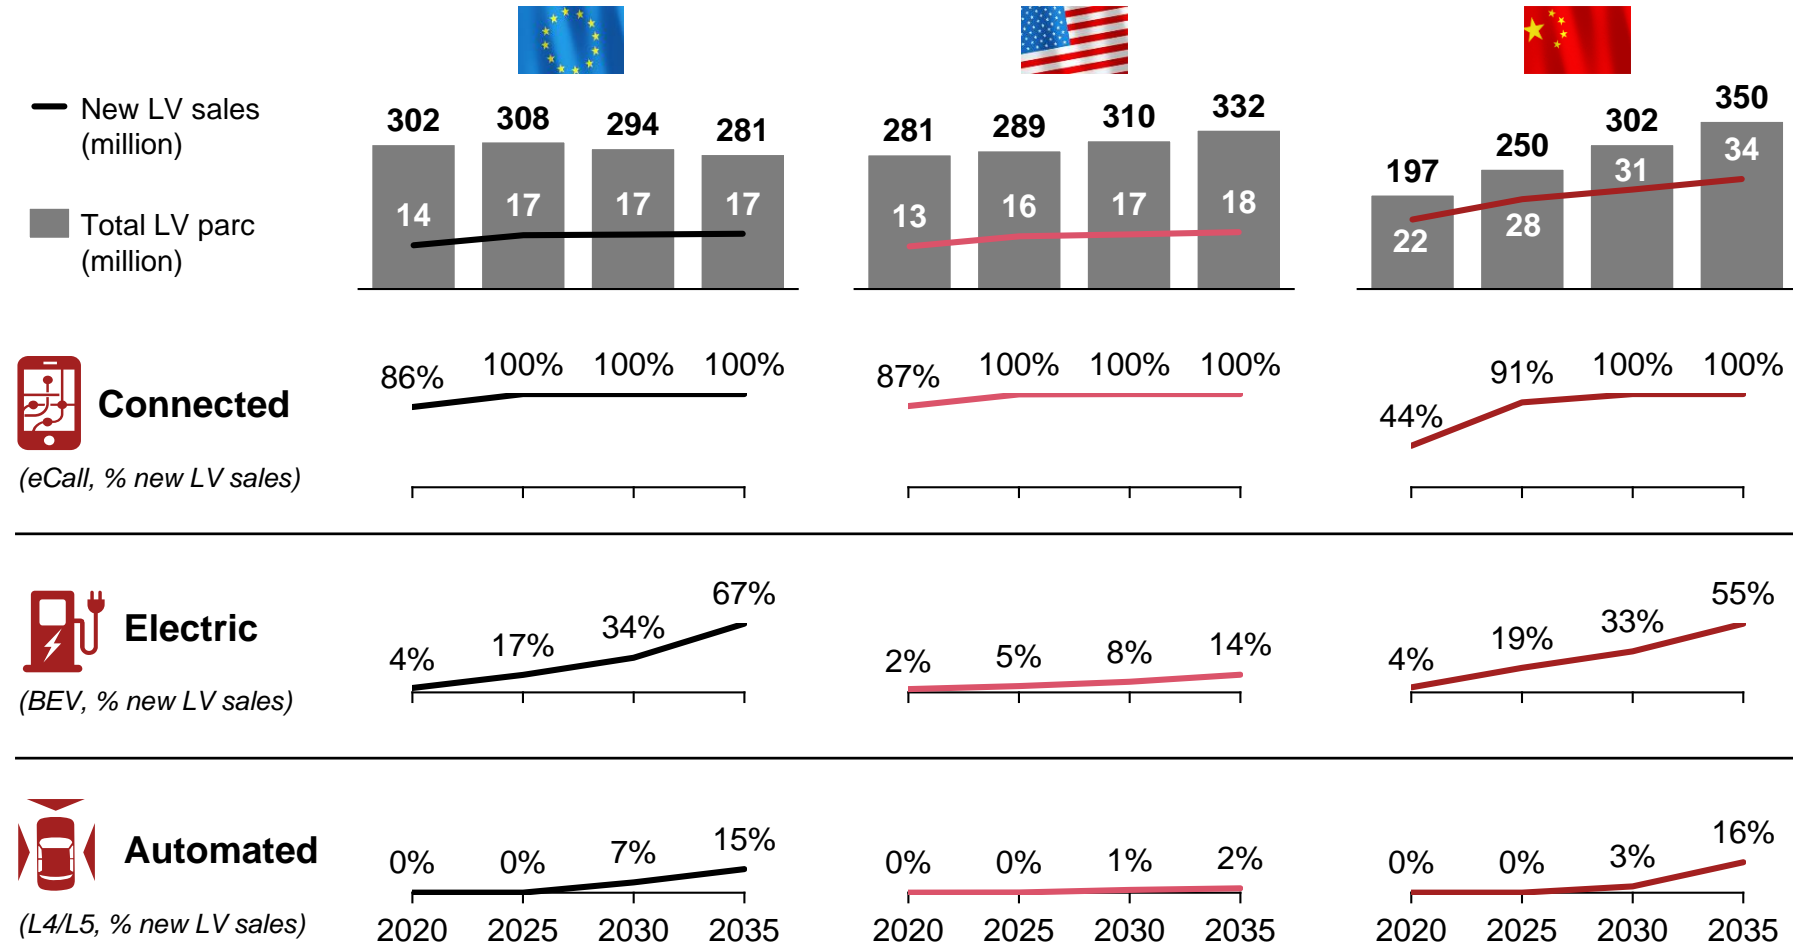 New LV sales
(million)
Total LV parc
(million)
302 308 294 281
14 17 17 17
281 289 310 332
13 16 17 18
197 250 302 350
22 28 31 34
Connected
(eCall, % new LV sales)
86% 100% 100% 100%
87% 100% 100% 100%
44% 91% 100% 100%
Electric
(BEV, % new LV sales)
4% 17% 34% 67%
2% 5% 8% 14%
4% 19% 33% 55%
Automated
(L4/L5, % new LV sales)
0% 0% 7% 15%
0% 0% 1% 2%
0% 0% 3% 16%
2020 2025 2030 2035
2020 2025 2030 2035
2020 2025 2030 2035